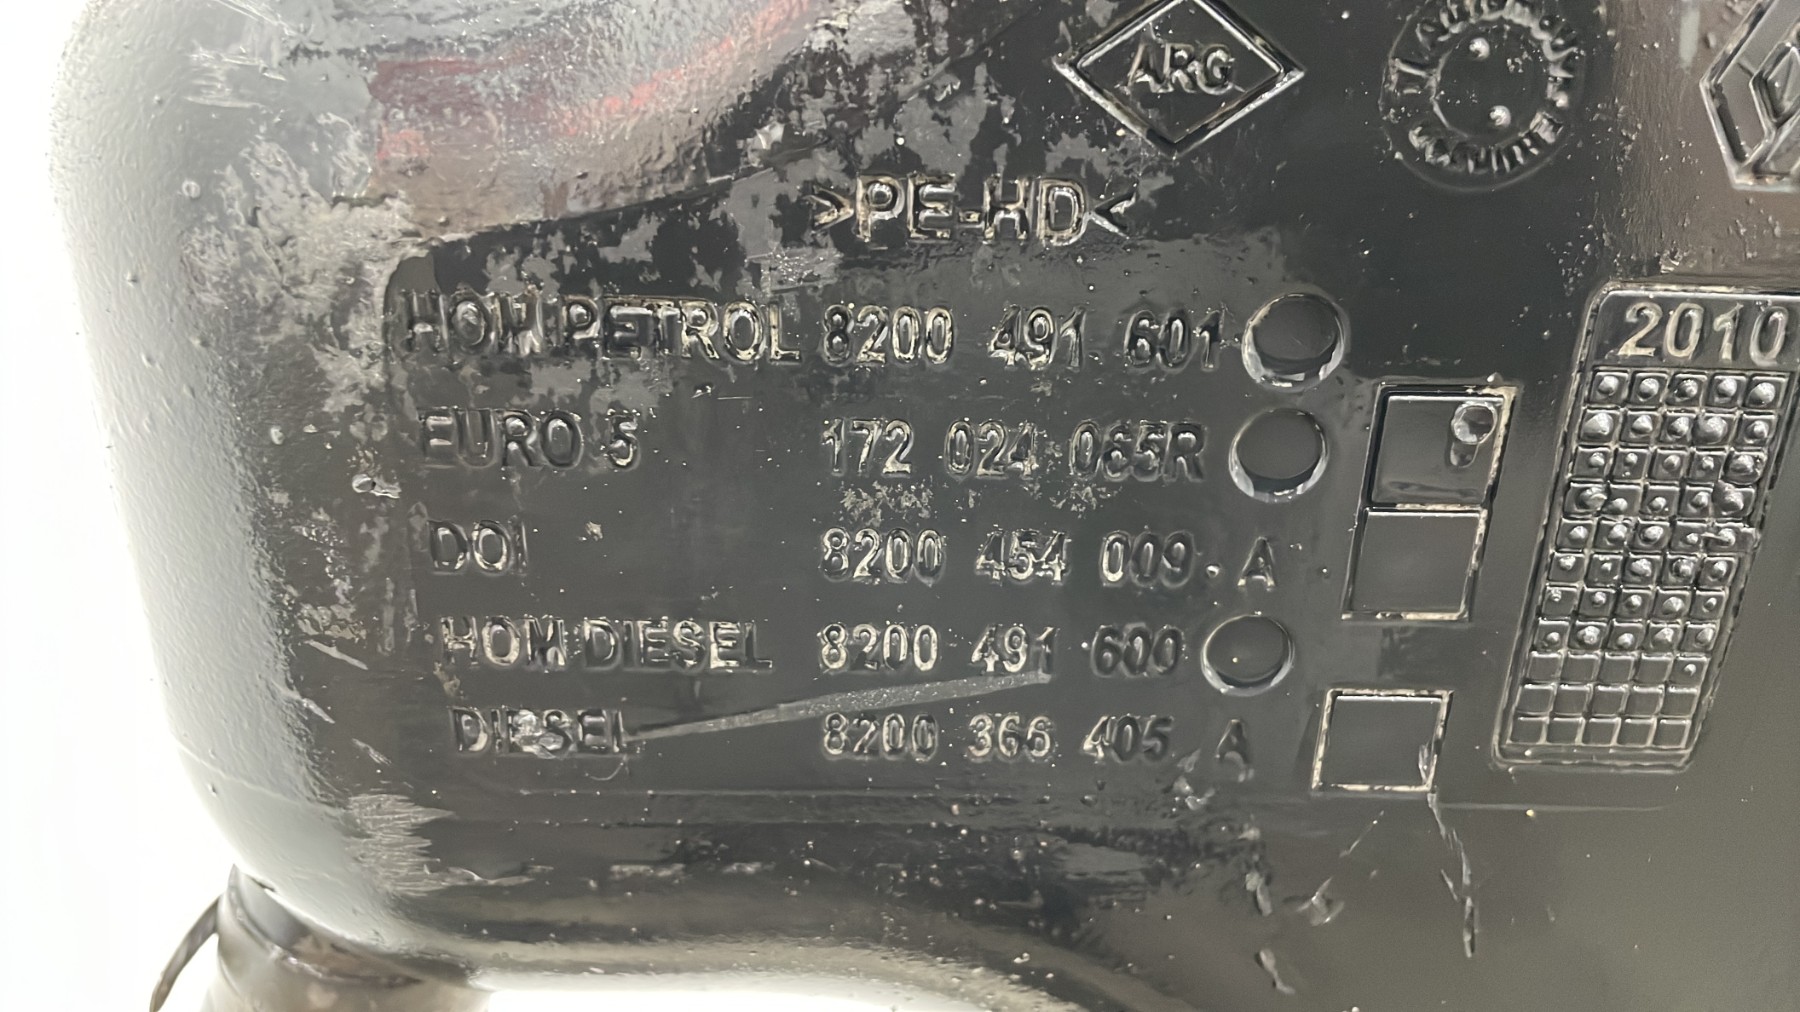 ARG
>PE-HD<
HOM PETROL 8200 491 601
2010
EURO 5 172 024 065R
DOI 8200 454 009 . A
HOM DIESEL 8200 491 600
DIESEL 8200 366 405 A